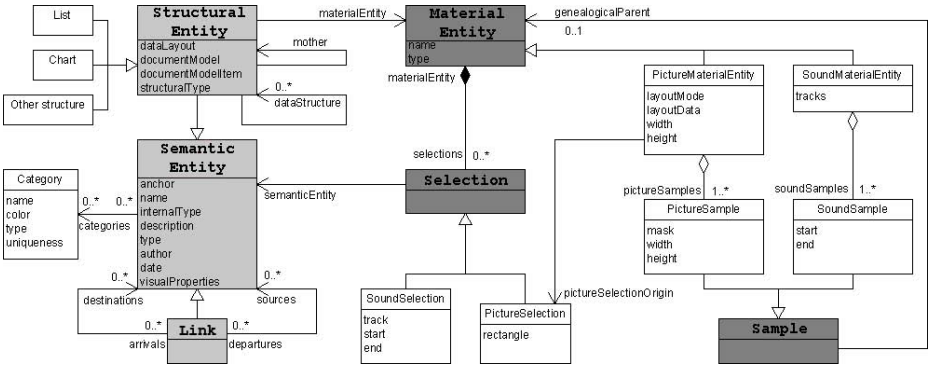 List
Chart
Other structure
Structural
Entity
dataLayout
documentModel
documentModelItem
structuralType
materialEntity
mother
0..*
dataStructure
Material
Entity
name
type
materialEntity
selections
0..*
genealogicalParent
0..1
PictureMaterialEntity
layoutMode
layoutData
width
height
SoundMaterialEntity
tracks
Semantic
Entity
anchor
name
internalType
description
type
author
date
visualProperties
semanticEntity
Selection
Category
name
color
type
uniqueness
0..*
0..*
categories
pictureSamples
1..*
soundSamples
1..*
PictureSample
mask
width
height
SoundSample
start
end
0..*
destinations
0..*
sources
0..*
arrivals
Link
0..*
departures
SoundSelection
track
start
end
PictureSelection
rectangle
pictureSelectionOrigin
Sample